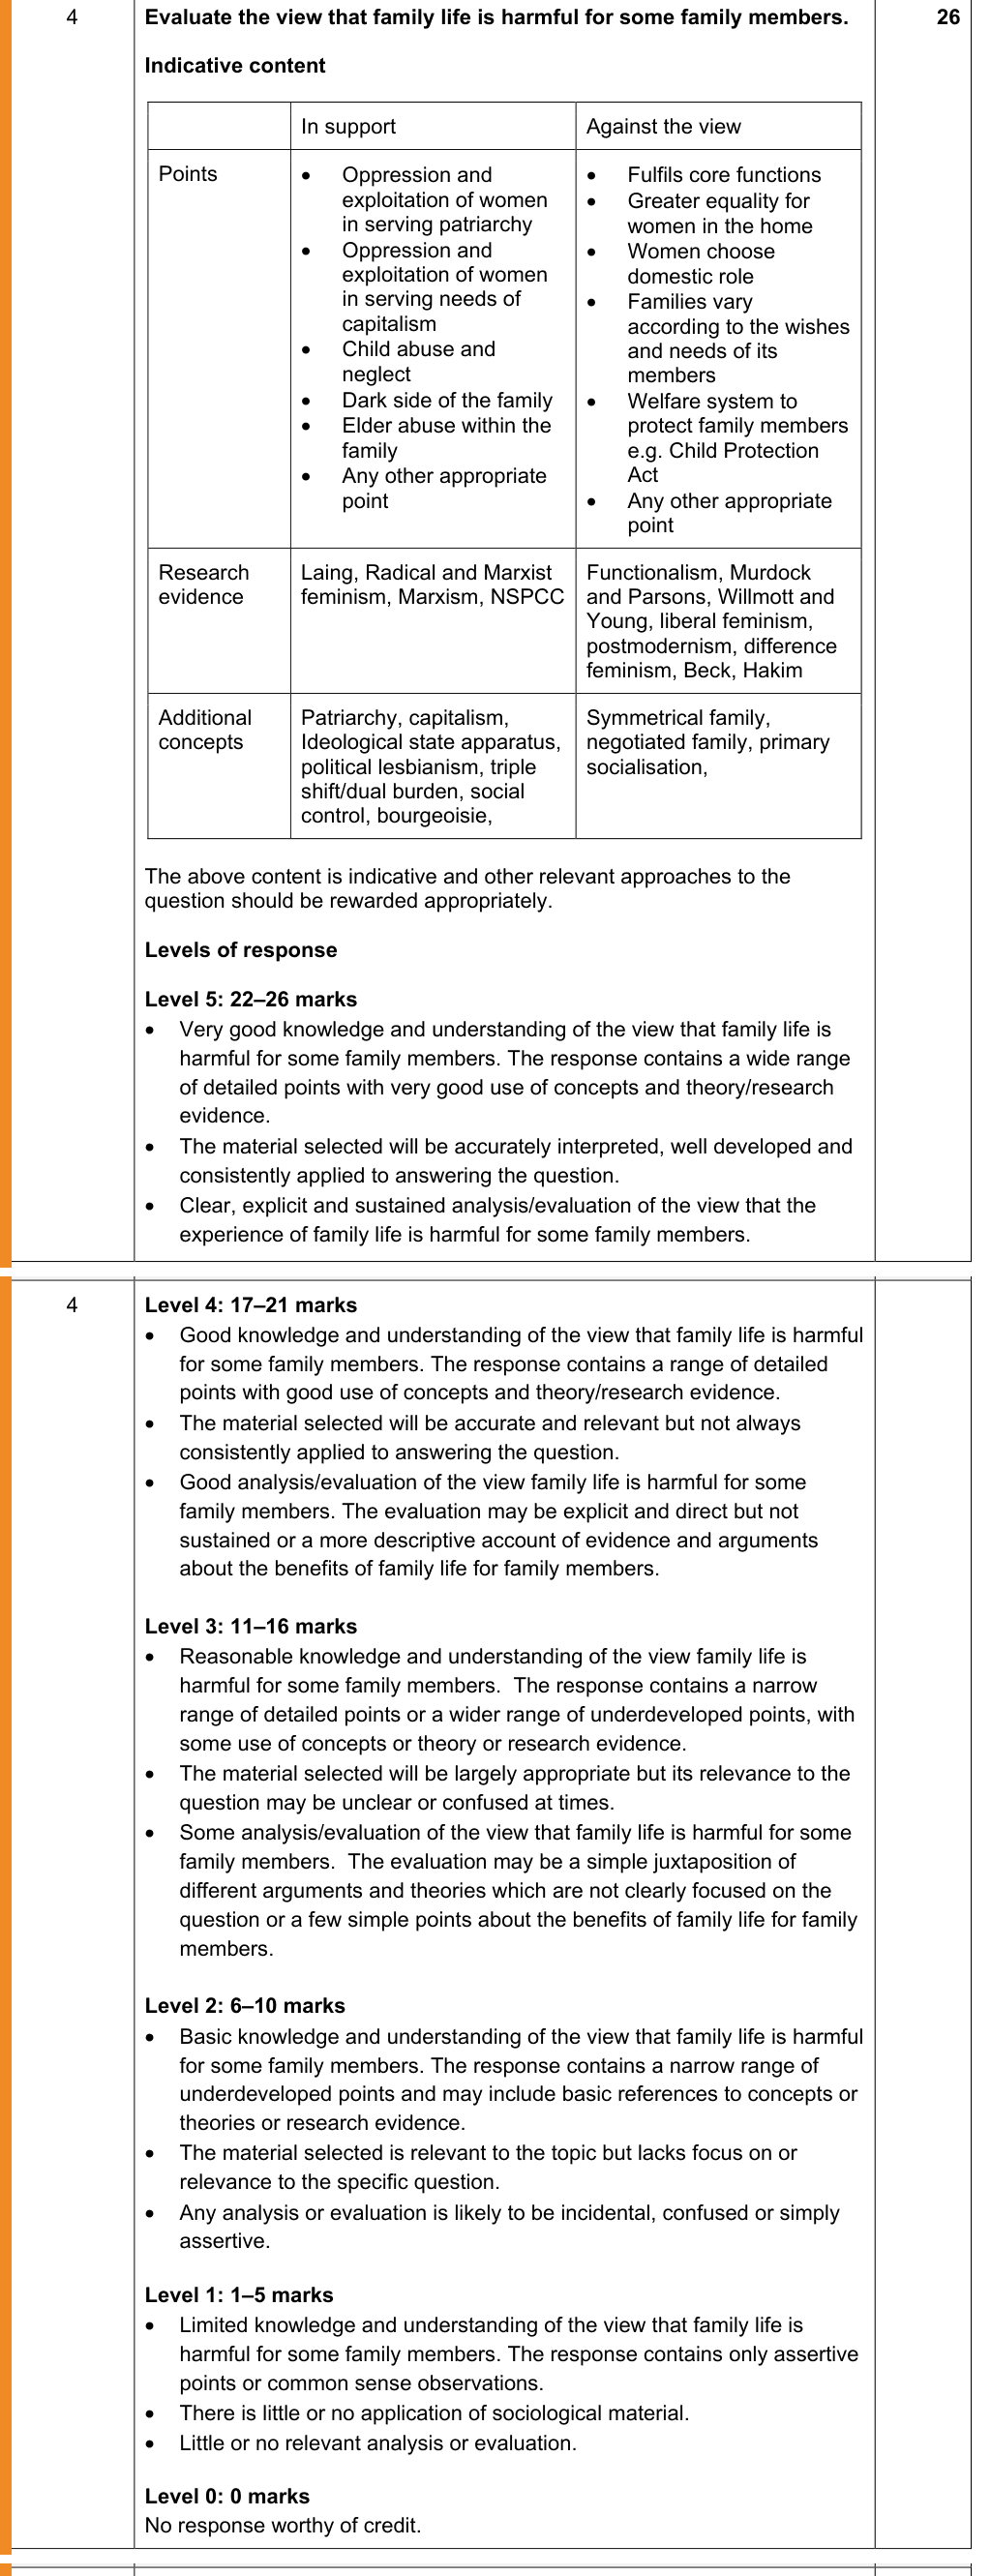 4
Evaluate the view that family life is harmful for some family members.
26
Indicative content
In support
Against the view
Points
• Oppression and
exploitation of women
in serving patriarchy
• Oppression and
exploitation of women
in serving needs of
capitalism
• Child abuse and
neglect
• Dark side of the family
• Elder abuse within the
family
• Any other appropriate
point
• Fulfils core functions
• Greater equality for
women in the home
• Women choose
domestic role
• Families vary
according to the wishes
and needs of its
members
• Welfare system to
protect family members
e.g. Child Protection
Act
• Any other appropriate
point
Research
evidence
Laing, Radical and Marxist
feminism, Marxism, NSPCC
Functionalism, Murdock
and Parsons, Willmott and
Young, liberal feminism,
postmodernism, difference
feminism, Beck, Hakim
Additional
concepts
Patriarchy, capitalism,
Ideological state apparatus,
political lesbianism, triple
shift/dual burden, social
control, bourgeoisie,
Symmetrical family,
negotiated family, primary
socialisation,
The above content is indicative and other relevant approaches to the
question should be rewarded appropriately.
Levels of response
Level 5: 22–26 marks
• Very good knowledge and understanding of the view that family life is
harmful for some family members. The response contains a wide range
of detailed points with very good use of concepts and theory/research
evidence.
• The material selected will be accurately interpreted, well developed and
consistently applied to answering the question.
• Clear, explicit and sustained analysis/evaluation of the view that the
experience of family life is harmful for some family members.
4
Level 4: 17–21 marks
• Good knowledge and understanding of the view that family life is harmful
for some family members. The response contains a range of detailed
points with good use of concepts and theory/research evidence.
• The material selected will be accurate and relevant but not always
consistently applied to answering the question.
• Good analysis/evaluation of the view family life is harmful for some
family members. The evaluation may be explicit and direct but not
sustained or a more descriptive account of evidence and arguments
about the benefits of family life for family members.
Level 3: 11–16 marks
• Reasonable knowledge and understanding of the view family life is
harmful for some family members.  The response contains a narrow
range of detailed points or a wider range of underdeveloped points, with
some use of concepts or theory or research evidence.
• The material selected will be largely appropriate but its relevance to the
question may be unclear or confused at times.
• Some analysis/evaluation of the view that family life is harmful for some
family members.  The evaluation may be a simple juxtaposition of
different arguments and theories which are not clearly focused on the
question or a few simple points about the benefits of family life for family
members.
Level 2: 6–10 marks
• Basic knowledge and understanding of the view that family life is harmful
for some family members. The response contains a narrow range of
underdeveloped points and may include basic references to concepts or
theories or research evidence.
• The material selected is relevant to the topic but lacks focus on or
relevance to the specific question.
• Any analysis or evaluation is likely to be incidental, confused or simply
assertive.
Level 1: 1–5 marks
• Limited knowledge and understanding of the view that family life is
harmful for some family members. The response contains only assertive
points or common sense observations.
• There is little or no application of sociological material.
• Little or no relevant analysis or evaluation.
Level 0: 0 marks
No response worthy of credit.